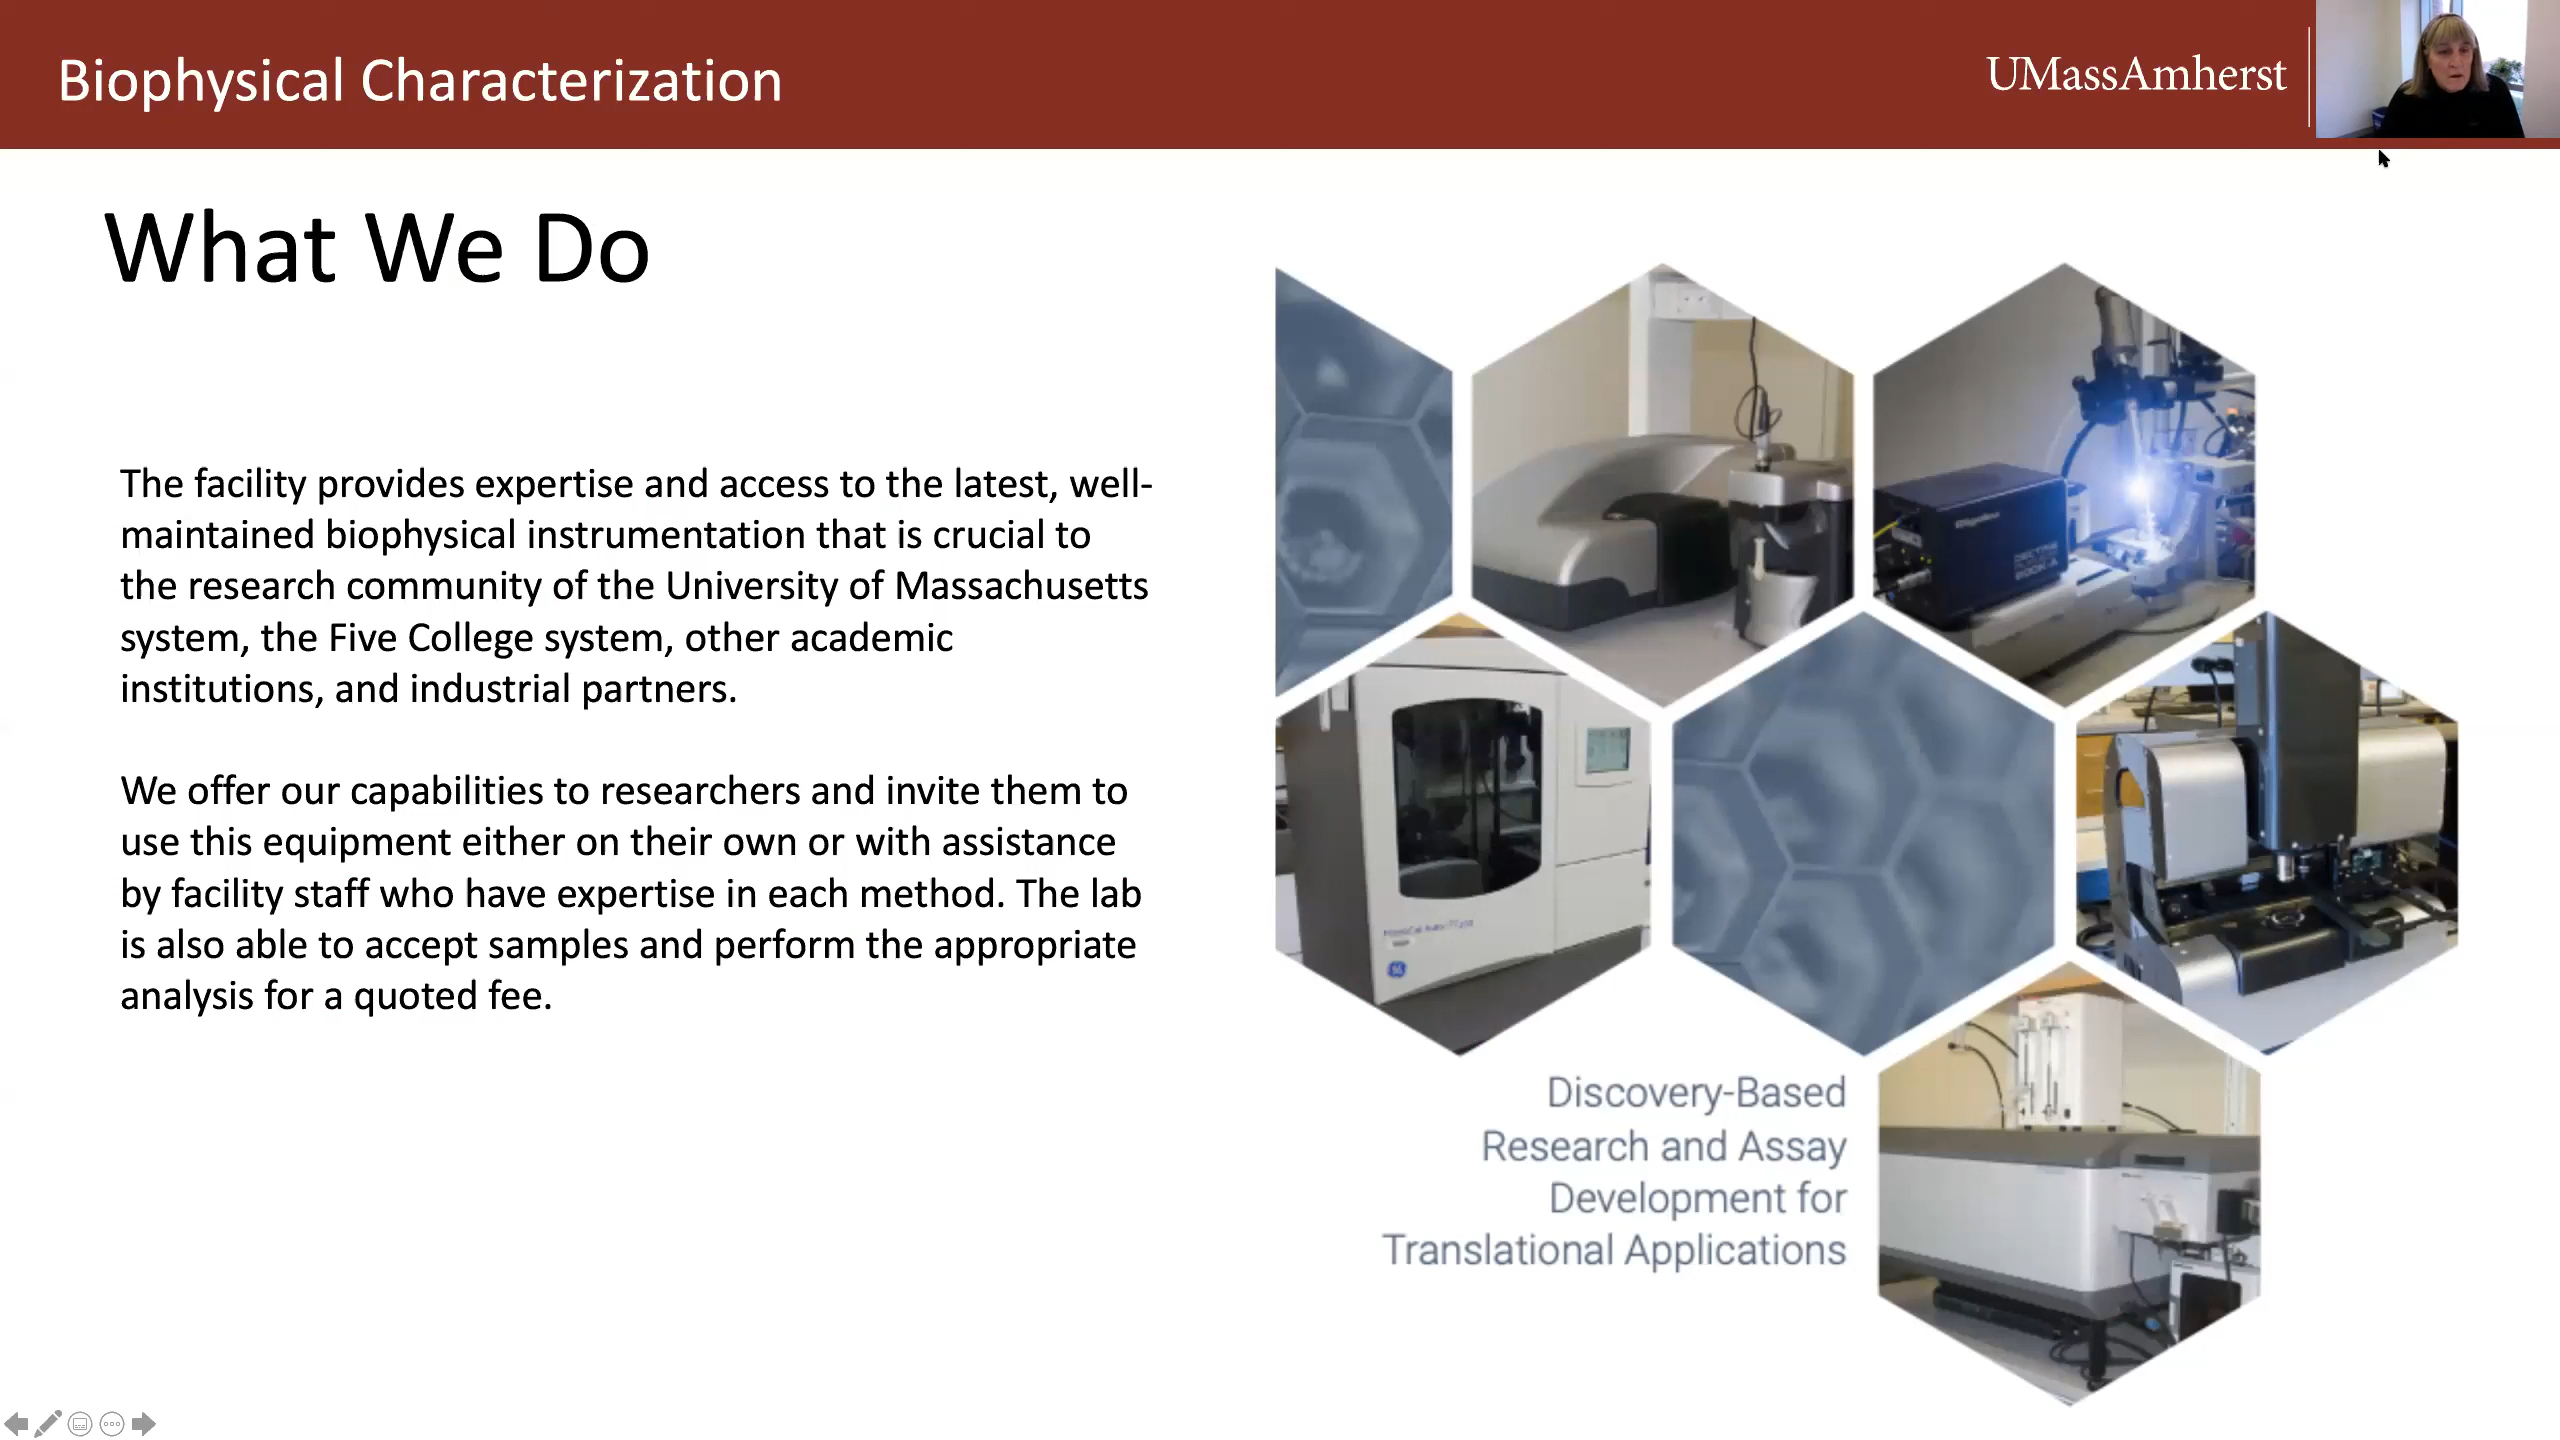 Biophysical Characterization
UMassAmherst
What We Do
The facility provides expertise and access to the latest, well-
maintained biophysical instrumentation that is crucial to
the research community of the University of Massachusetts
system, the Five College system, other academic
institutions, and industrial partners.
We offer our capabilities to researchers and invite them to
use this equipment either on their own or with assistance
by facility staff who have expertise in each method. The lab
is also able to accept samples and perform the appropriate
analysis for a quoted fee.
Discovery-Based
Research and Assay
Development for
Translational Applications